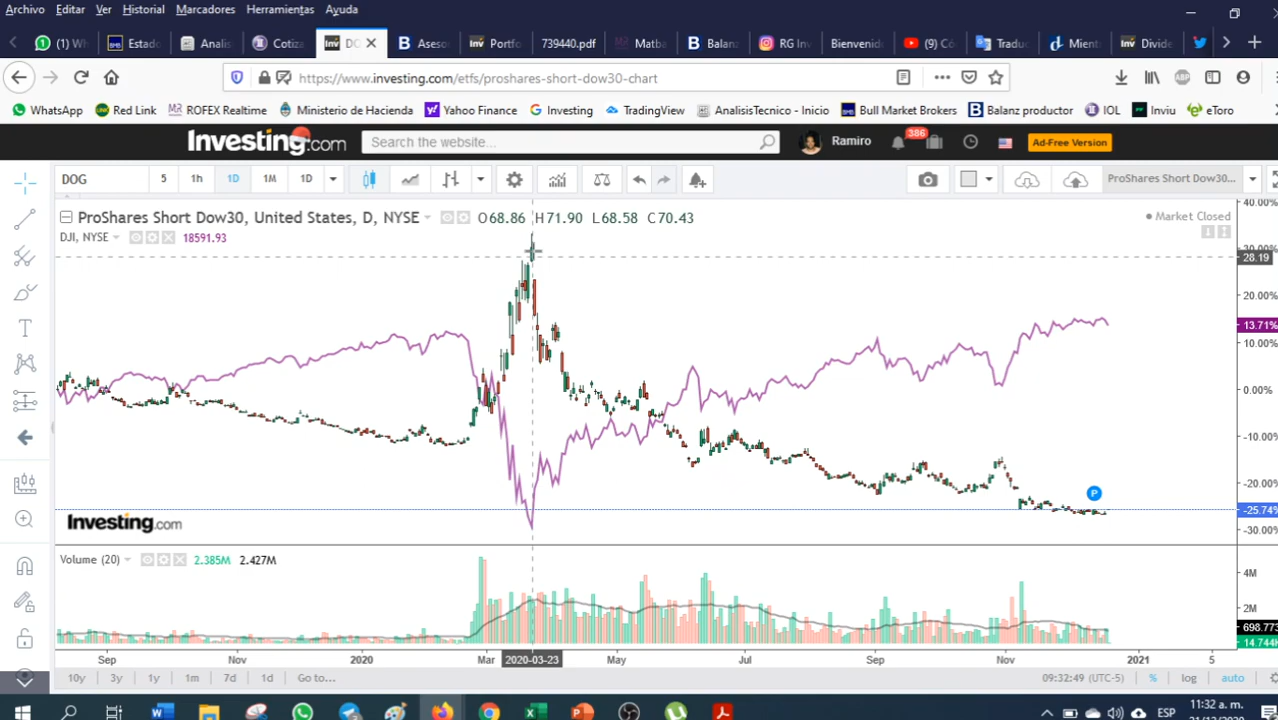 Archivo Editar Ver Historial Marcadores Herramientas Ayuda
(1) W Estado Analis Cotiza DO Asesc Portfo 739440.pdf Matba Balan: RG Inv Bienvenido (9) Có Traduc Mient Divide
https://www.investing.com/etfs/proshares-short-dow30-chart
WhatsApp Red Link ROFEX Realtime Ministerio de Hacienda Yahoo Finance Investing TradingView AnalisisTecnico - Inicio Bull Market Brokers Balanz productor IOL Inviu eToro
Investing.com Search the website... Ramiro 386 Ad-Free Version
DOG 5 1h 1D 1M 1D ProShares Short Dow30...
ProShares Short Dow30, United States, D, NYSE O68.86 H71.90 L68.58 C70.43 Market Closed
DJI, NYSE 18591.93
40.00%
30.00%
28.19
20.00%
13.71%
10.00%
0.00%
-10.00%
-20.00%
P
-25.74%
Investing.com
-30.00%
Volume (20) 2.385M 2.427M
4M
2M
698.773
14.744M
Sep Nov 2020 Mar 2020-03-23 May Jul Sep Nov 2021 5
10y 3y 1y 1m 7d 1d Go to... 09:32:49 (UTC-5) % log auto
ESP 11:32 a. m.